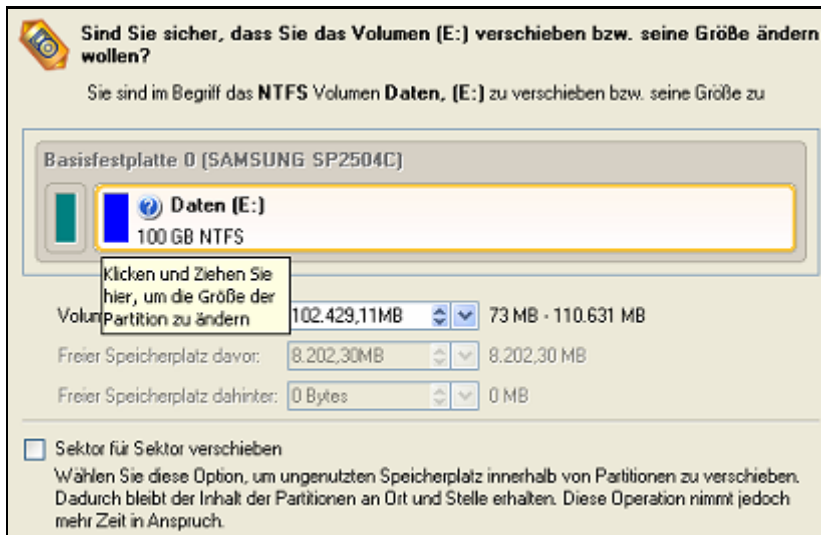 Sind Sie sicher, dass Sie das Volumen (E:) verschieben bzw. seine Größe ändern
wollen?
Sie sind im Begriff das NTFS Volumen Daten, (E:) zu verschieben bzw. seine Größe zu
Basisfestplatte 0 (SAMSUNG SP2504C)
Daten (E:)
100 GB NTFS
Klicken und Ziehen Sie
hier, um die Größe der
Partition zu ändern
Volum 102.429,11MB 73 MB - 110.631 MB
Freier Speicherplatz davor: 8.202,30MB 8.202,30 MB
Freier Speicherplatz dahinter: 0 Bytes 0 MB
Sektor für Sektor verschieben
Wählen Sie diese Option, um ungenutzten Speicherplatz innerhalb von Partitionen zu verschieben.
Dadurch bleibt der Inhalt der Partitionen an Ort und Stelle erhalten. Diese Operation nimmt jedoch
mehr Zeit in Anspruch.